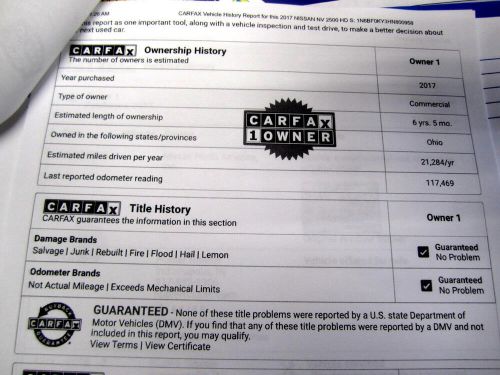 :26 AM CARFAX Vehicle History Report for this 2017 NISSAN NV 2500 HD S: 1N6BF0KY3HN800958
his report as one important tool, along with a vehicle inspection and test drive, to make a better decision about
next used car.
CARFAX Ownership History
The number of owners is estimated
Owner 1
Year purchased 2017
Type of owner Commercial
Estimated length of ownership 6 yrs. 5 mo.
Owned in the following states/provinces Ohio
Estimated miles driven per year 21,284/yr
Last reported odometer reading 117,469
CARFAX
1 OWNER
CARFAX Title History
CARFAX guarantees the information in this section
Owner 1
Damage Brands
Salvage | Junk | Rebuilt | Fire | Flood | Hail | Lemon
Guaranteed
No Problem
Odometer Brands
Not Actual Mileage | Exceeds Mechanical Limits
Guaranteed
No Problem
CARFAX
GUARANTEED - None of these title problems were reported by a U.S. state Department of
Motor Vehicles (DMV). If you find that any of these title problems were reported by a DMV and not
included in this report, you may qualify.
View Terms | View Certificate
CARFAX